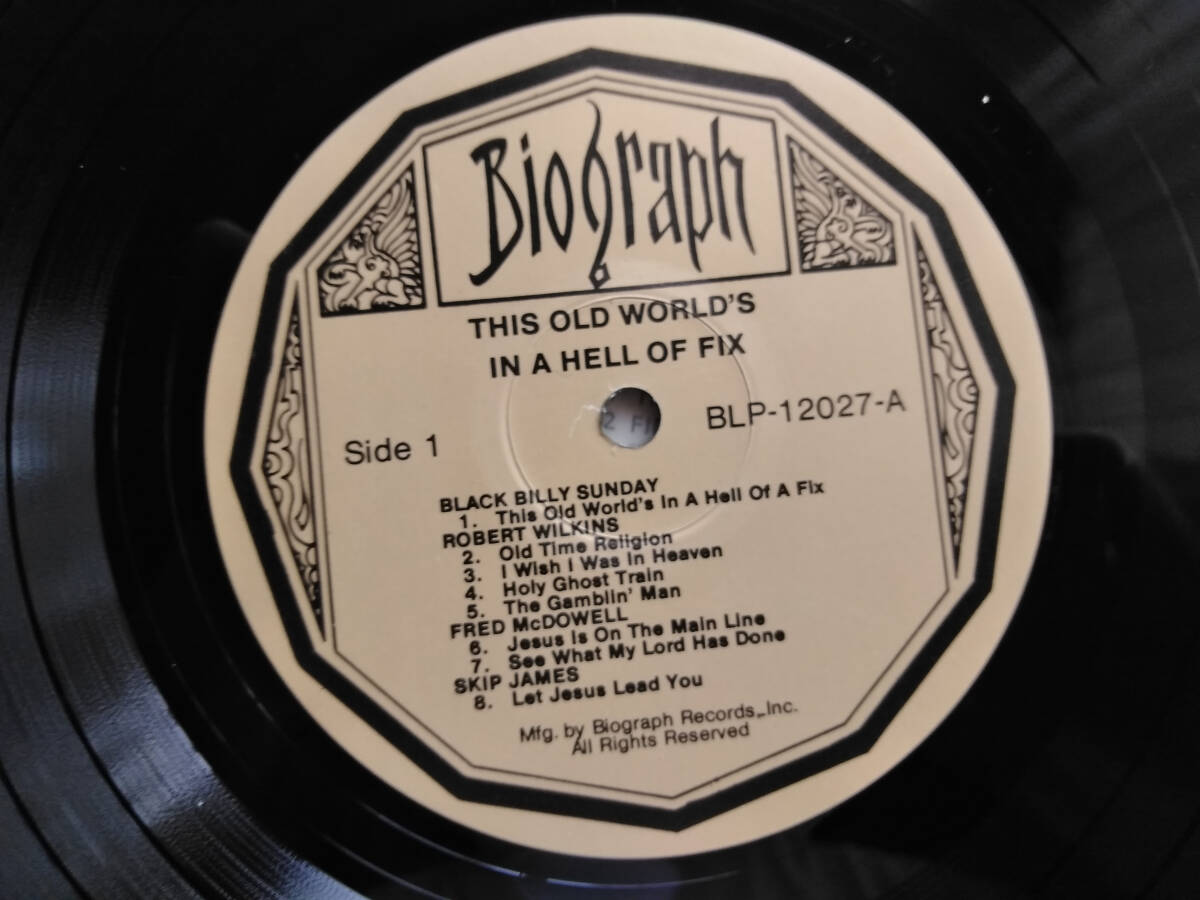 Biograph
THIS OLD WORLD'S
IN A HELL OF FIX
Side 1
BLP-12027-A
BLACK BILLY SUNDAY
1. This Old World's In A Hell Of A Fix
ROBERT WILKINS
2. Old Time Religion
3. I Wish I Was In Heaven
4. Holy Ghost Train
5. The Gamblin' Man
FRED McDOWELL
6. Jesus Is On The Main Line
7. See What My Lord Has Done
SKIP JAMES
8. Let Jesus Lead You
Mfg. by Biograph Records, Inc.
All Rights Reserved